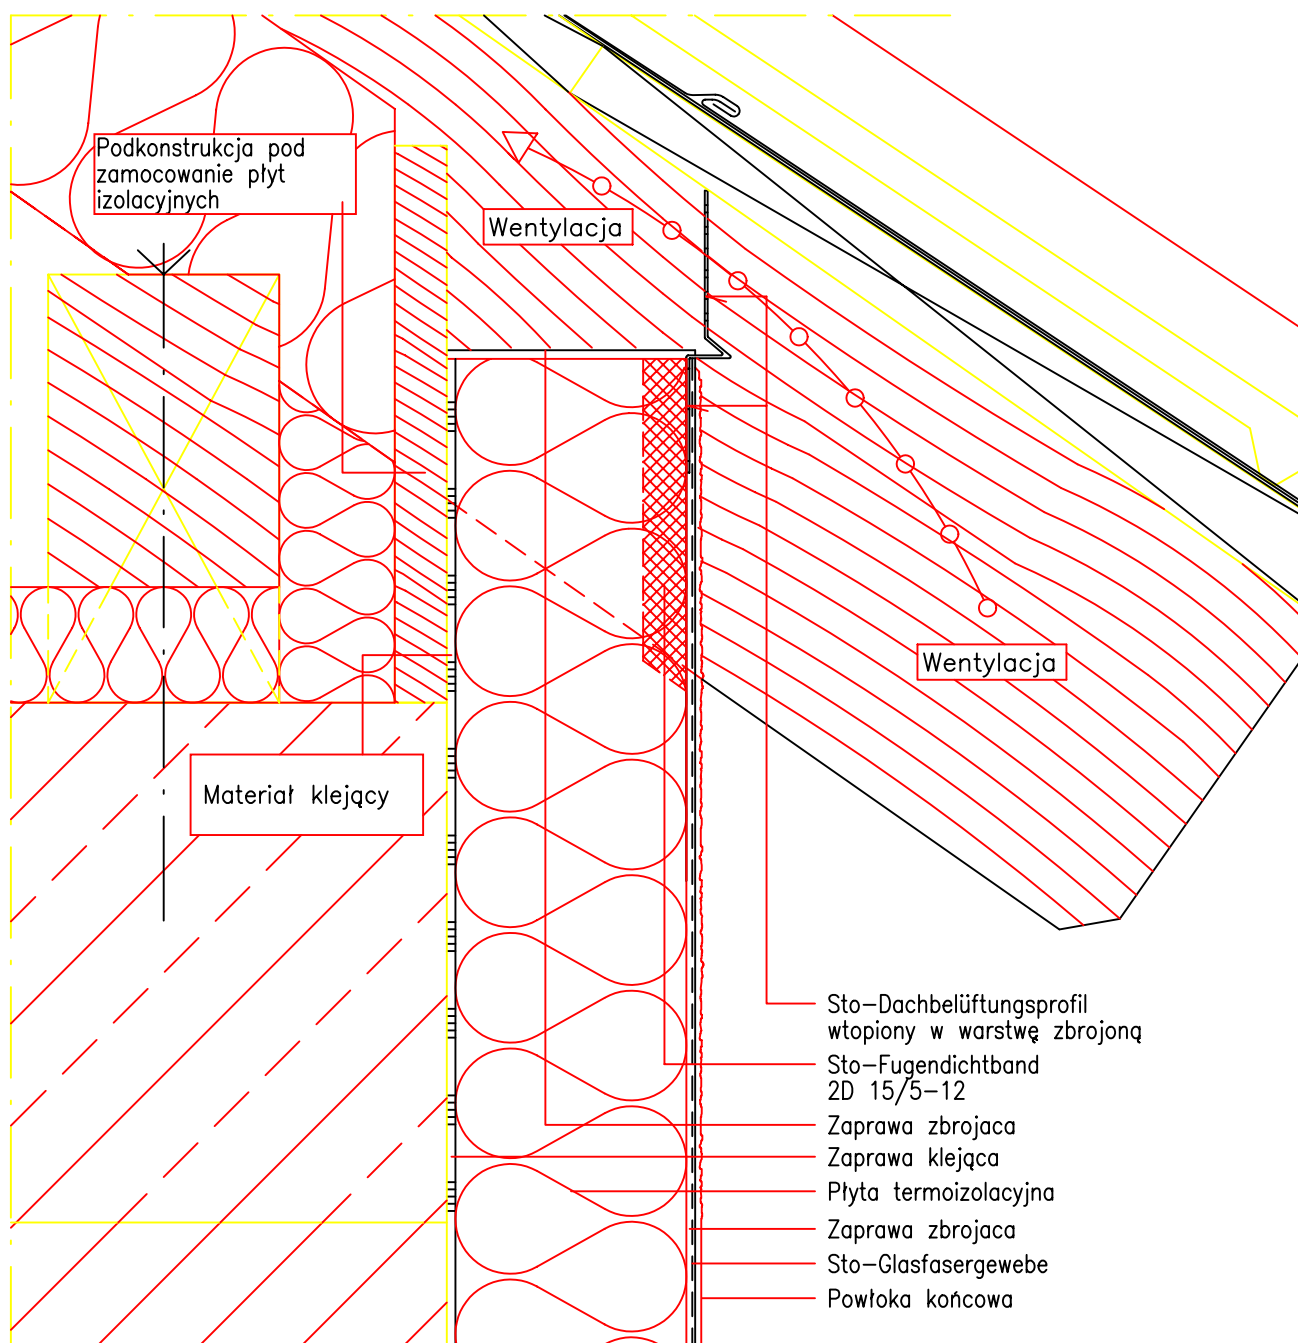 Podkonstrukcja pod
zamocowanie płyt
izolacyjnych
Wentylacja
Wentylacja
Materiał klejący
Sto-Dachbelüftungsprofil
wtopiony w warstwę zbrojoną
Sto-Fugendichtband
2D 15/5-12
Zaprawa zbrojaca
Zaprawa klejąca
Płyta termoizolacyjna
Zaprawa zbrojaca
Sto-Glasfasergewebe
Powłoka końcowa